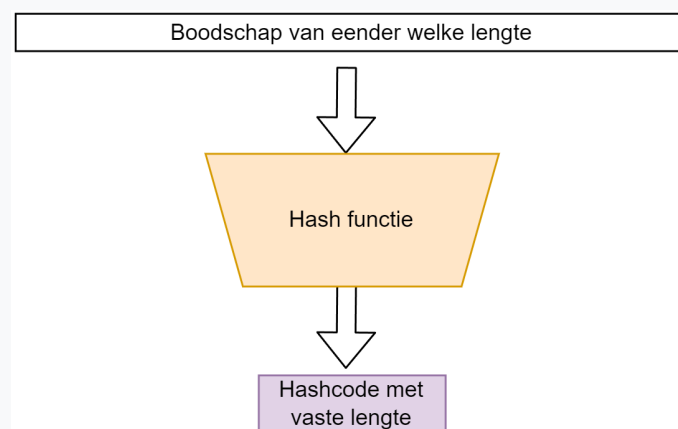 Boodschap van eender welke lengte
Hash functie
Hashcode met
vaste lengte